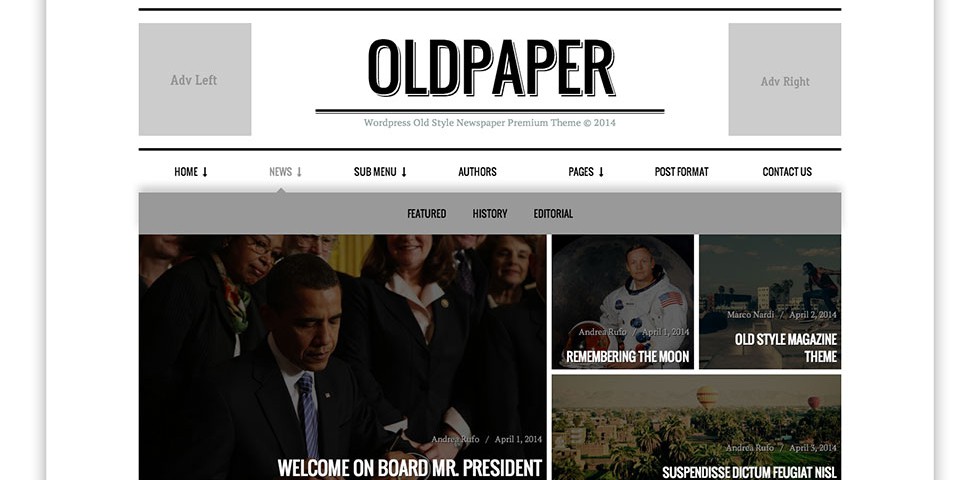 Adv Left
OLDPAPER
Wordpress Old Style Newspaper Premium Theme © 2014
Adv Right
HOME ↓
NEWS ↓
SUB MENU ↓
AUTHORS
PAGES ↓
POST FORMAT
CONTACT US
FEATURED
HISTORY
EDITORIAL
Andrea Rufo / April 1, 2014
WELCOME ON BOARD MR. PRESIDENT
Andrea Rufo / April 1, 2014
REMEMBERING THE MOON
Marco Nardi / April 2, 2014
OLD STYLE MAGAZINE
THEME
Andrea Rufo / April 3, 2014
SUSPENDISSE DICTUM FEUGIAT NISL